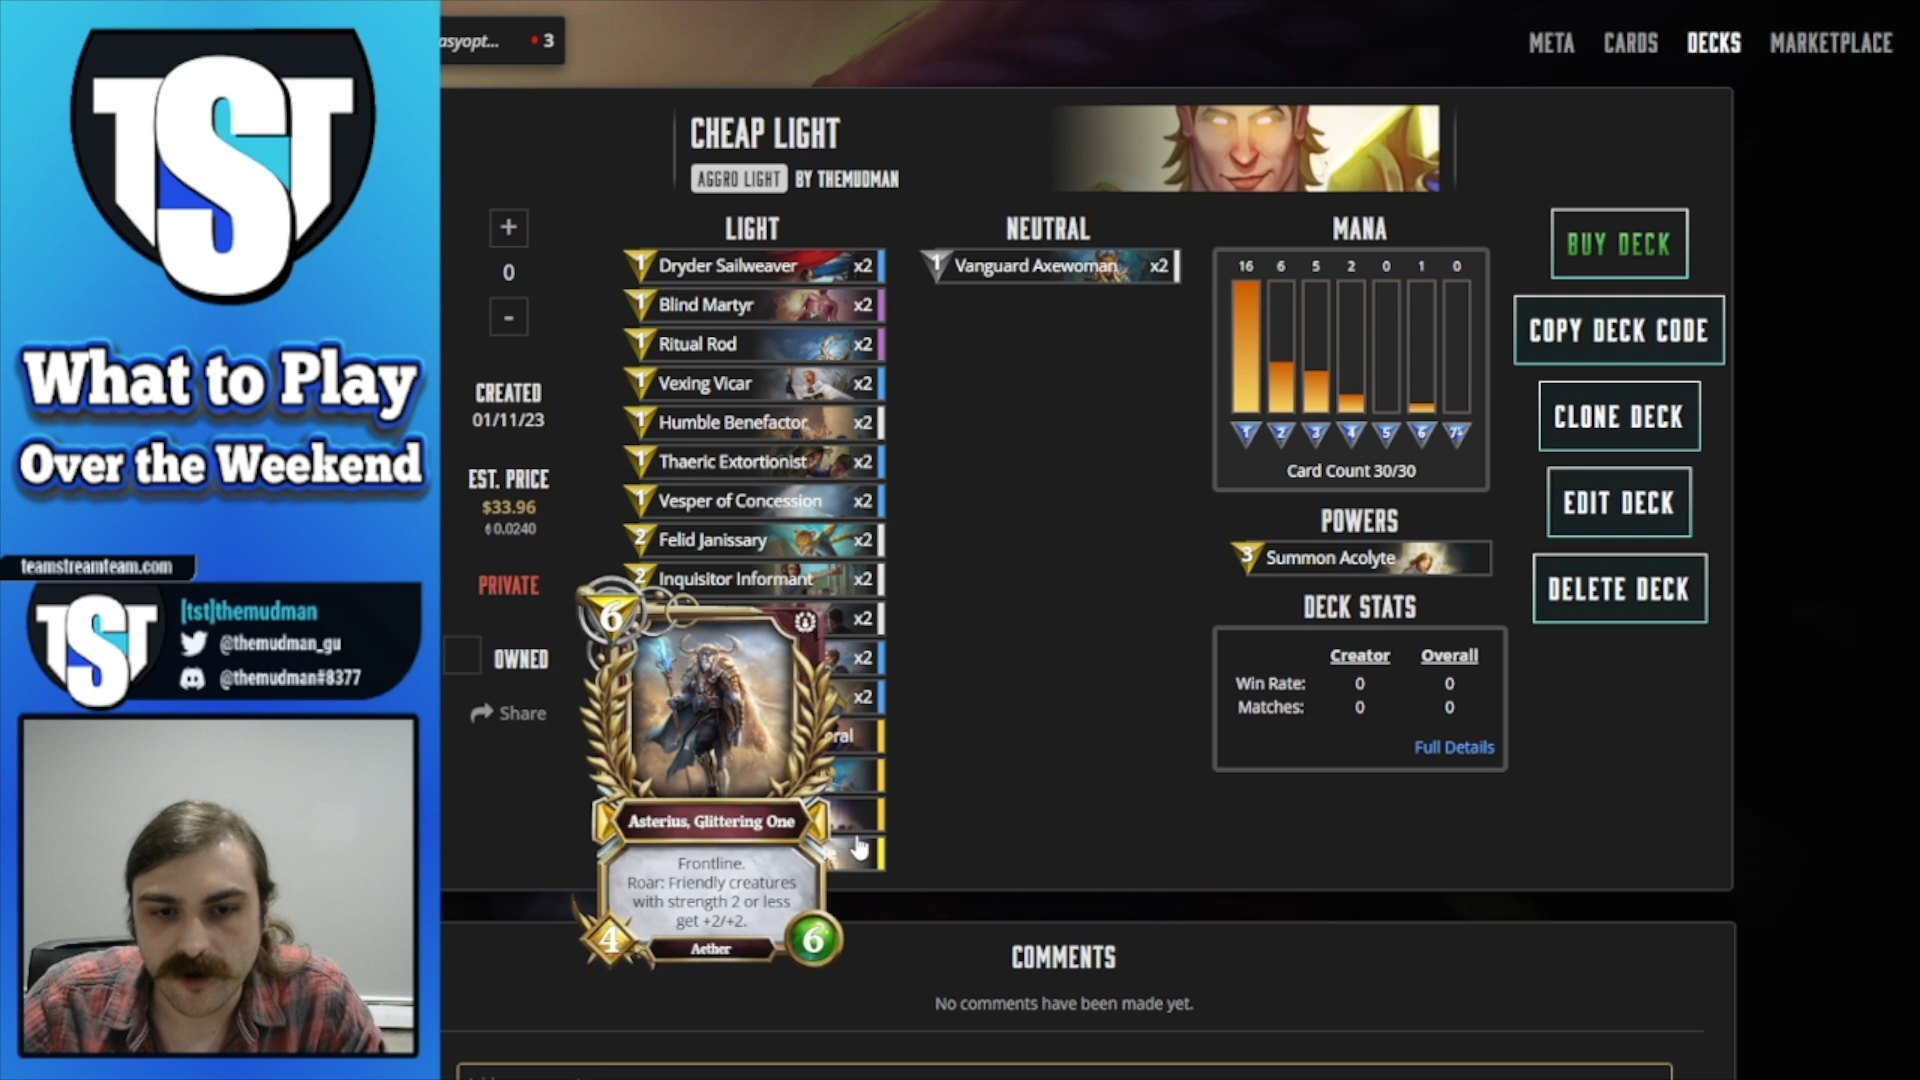 TST
What to Play
Over the Weekend
teamstreamteam.com
TST
[tst]themudman
@themudman_gu
@themudman#8377
asyopt...
3
META
CARDS
DECKS
MARKETPLACE
CHEAP LIGHT
AGGRO LIGHT BY THEMUDMAN
+
0
-
CREATED
01/11/23
EST. PRICE
$33.96
0.0240
PRIVATE
OWNED
Share
LIGHT
1 Dryder Sailweaver x2
1 Blind Martyr x2
1 Ritual Rod x2
1 Vexing Vicar x2
1 Humble Benefactor x2
1 Thaeric Extortionist x2
1 Vesper of Concession x2
2 Felid Janissary x2
2 Inquisitor Informant x2
x2
x2
x2
oral
6
Asterius, Glittering One
Frontline.
Roar: Friendly creatures
with strength 2 or less
get +2/+2.
4
Aether
6
NEUTRAL
1 Vanguard Axewoman x2
MANA
16 6 5 2 0 1 0
1 2 3 4 5 6 7+
Card Count 30/30
POWERS
3 Summon Acolyte
DECK STATS
Creator Overall
Win Rate: 0 0
Matches: 0 0
Full Details
BUY DECK
COPY DECK CODE
CLONE DECK
EDIT DECK
DELETE DECK
COMMENTS
No comments have been made yet.